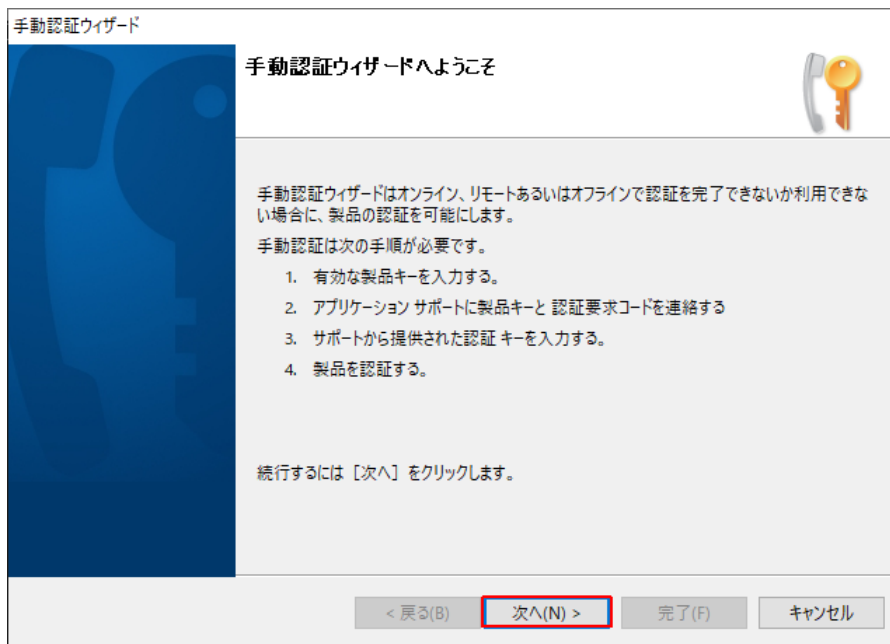 手動認証ウィザード
手動認証ウィザードへようこそ
手動認証ウィザードはオンライン、リモートあるいはオフラインで認証を完了できないか利用できな
い場合に、製品の認証を可能にします。
手動認証は次の手順が必要です。
1. 有効な製品キーを入力する。
2. アプリケーション サポートに製品キーと 認証要求コードを連絡する
3. サポートから提供された認証 キーを入力する。
4. 製品を認証する。
続行するには [次へ] をクリックします。
< 戻る(B) 次へ(N) > 完了(F) キャンセル